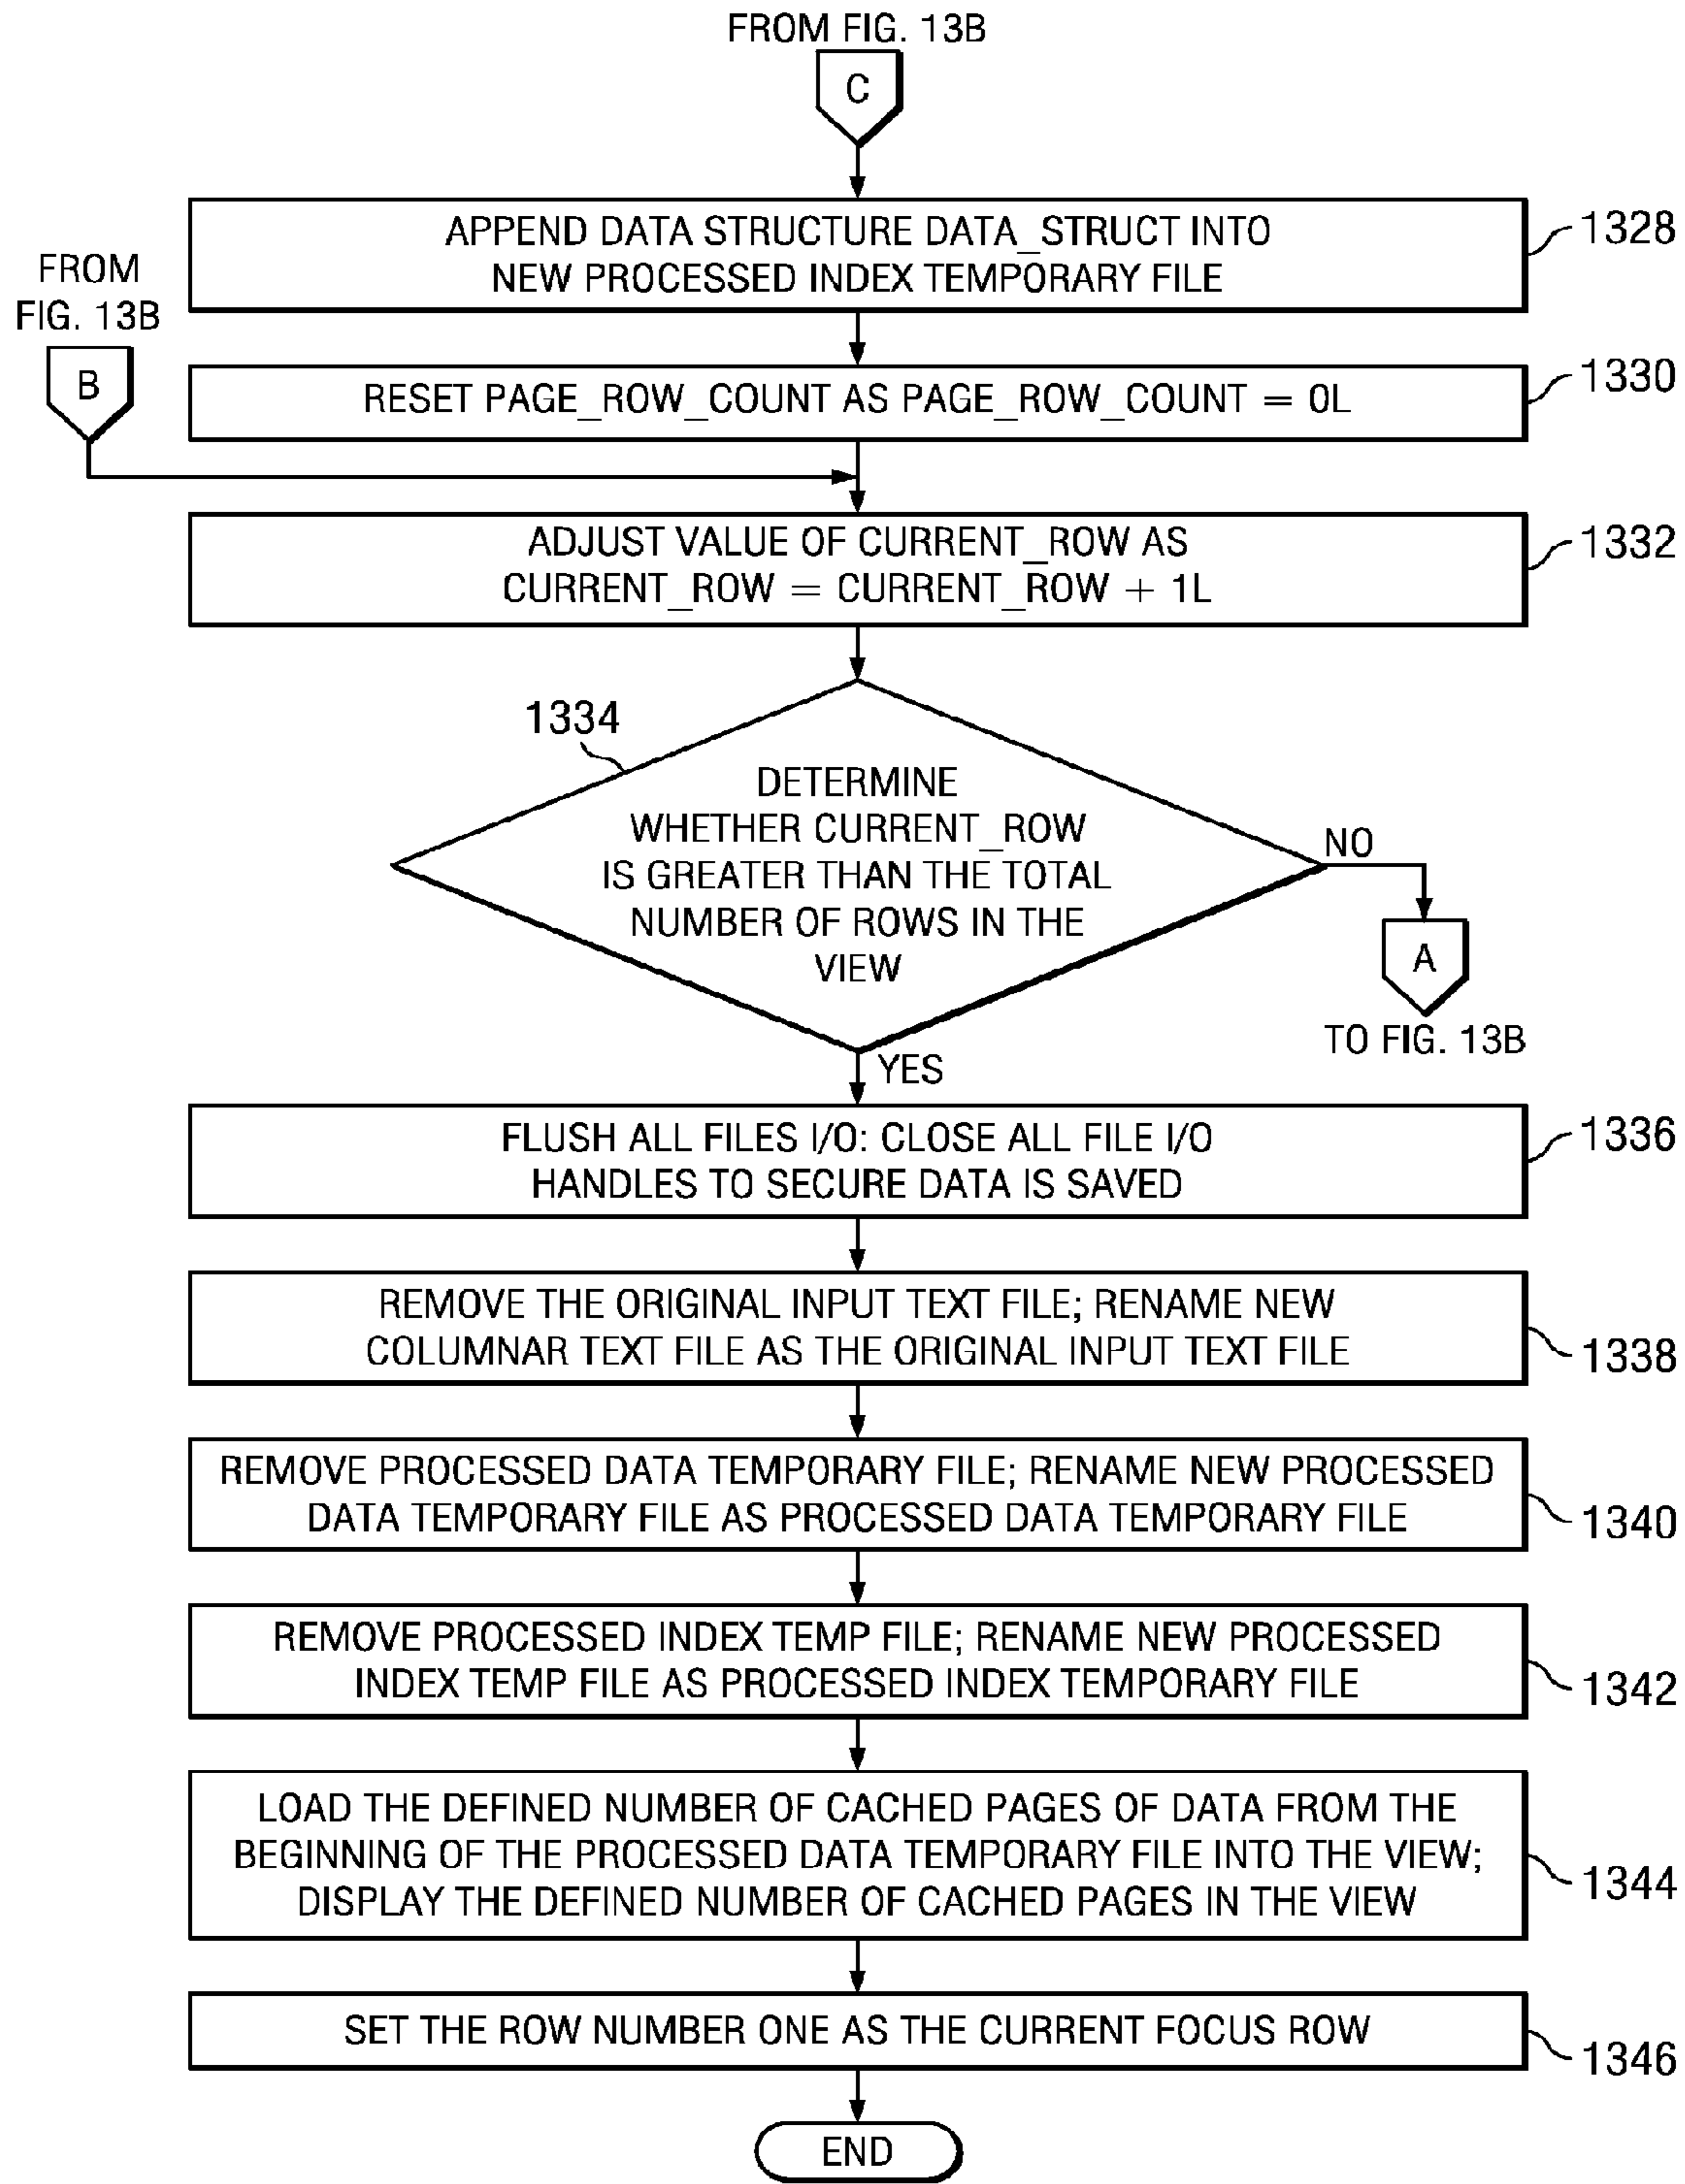 FROM FIG. 13B
C
APPEND DATA STRUCTURE DATA_STRUCT INTO
NEW PROCESSED INDEX TEMPORARY FILE
1328
FROM
FIG. 13B
B
RESET PAGE_ROW_COUNT AS PAGE_ROW_COUNT = 0L
1330
ADJUST VALUE OF CURRENT_ROW AS
CURRENT_ROW = CURRENT_ROW + 1L
1332
1334
DETERMINE
WHETHER CURRENT_ROW
IS GREATER THAN THE TOTAL
NUMBER OF ROWS IN THE
VIEW
NO
A
TO FIG. 13B
YES
FLUSH ALL FILES I/O: CLOSE ALL FILE I/O
HANDLES TO SECURE DATA IS SAVED
1336
REMOVE THE ORIGINAL INPUT TEXT FILE; RENAME NEW
COLUMNAR TEXT FILE AS THE ORIGINAL INPUT TEXT FILE
1338
REMOVE PROCESSED DATA TEMPORARY FILE; RENAME NEW PROCESSED
DATA TEMPORARY FILE AS PROCESSED DATA TEMPORARY FILE
1340
REMOVE PROCESSED INDEX TEMP FILE; RENAME NEW PROCESSED
INDEX TEMP FILE AS PROCESSED INDEX TEMPORARY FILE
1342
LOAD THE DEFINED NUMBER OF CACHED PAGES OF DATA FROM THE
BEGINNING OF THE PROCESSED DATA TEMPORARY FILE INTO THE VIEW;
DISPLAY THE DEFINED NUMBER OF CACHED PAGES IN THE VIEW
1344
SET THE ROW NUMBER ONE AS THE CURRENT FOCUS ROW
1346
END